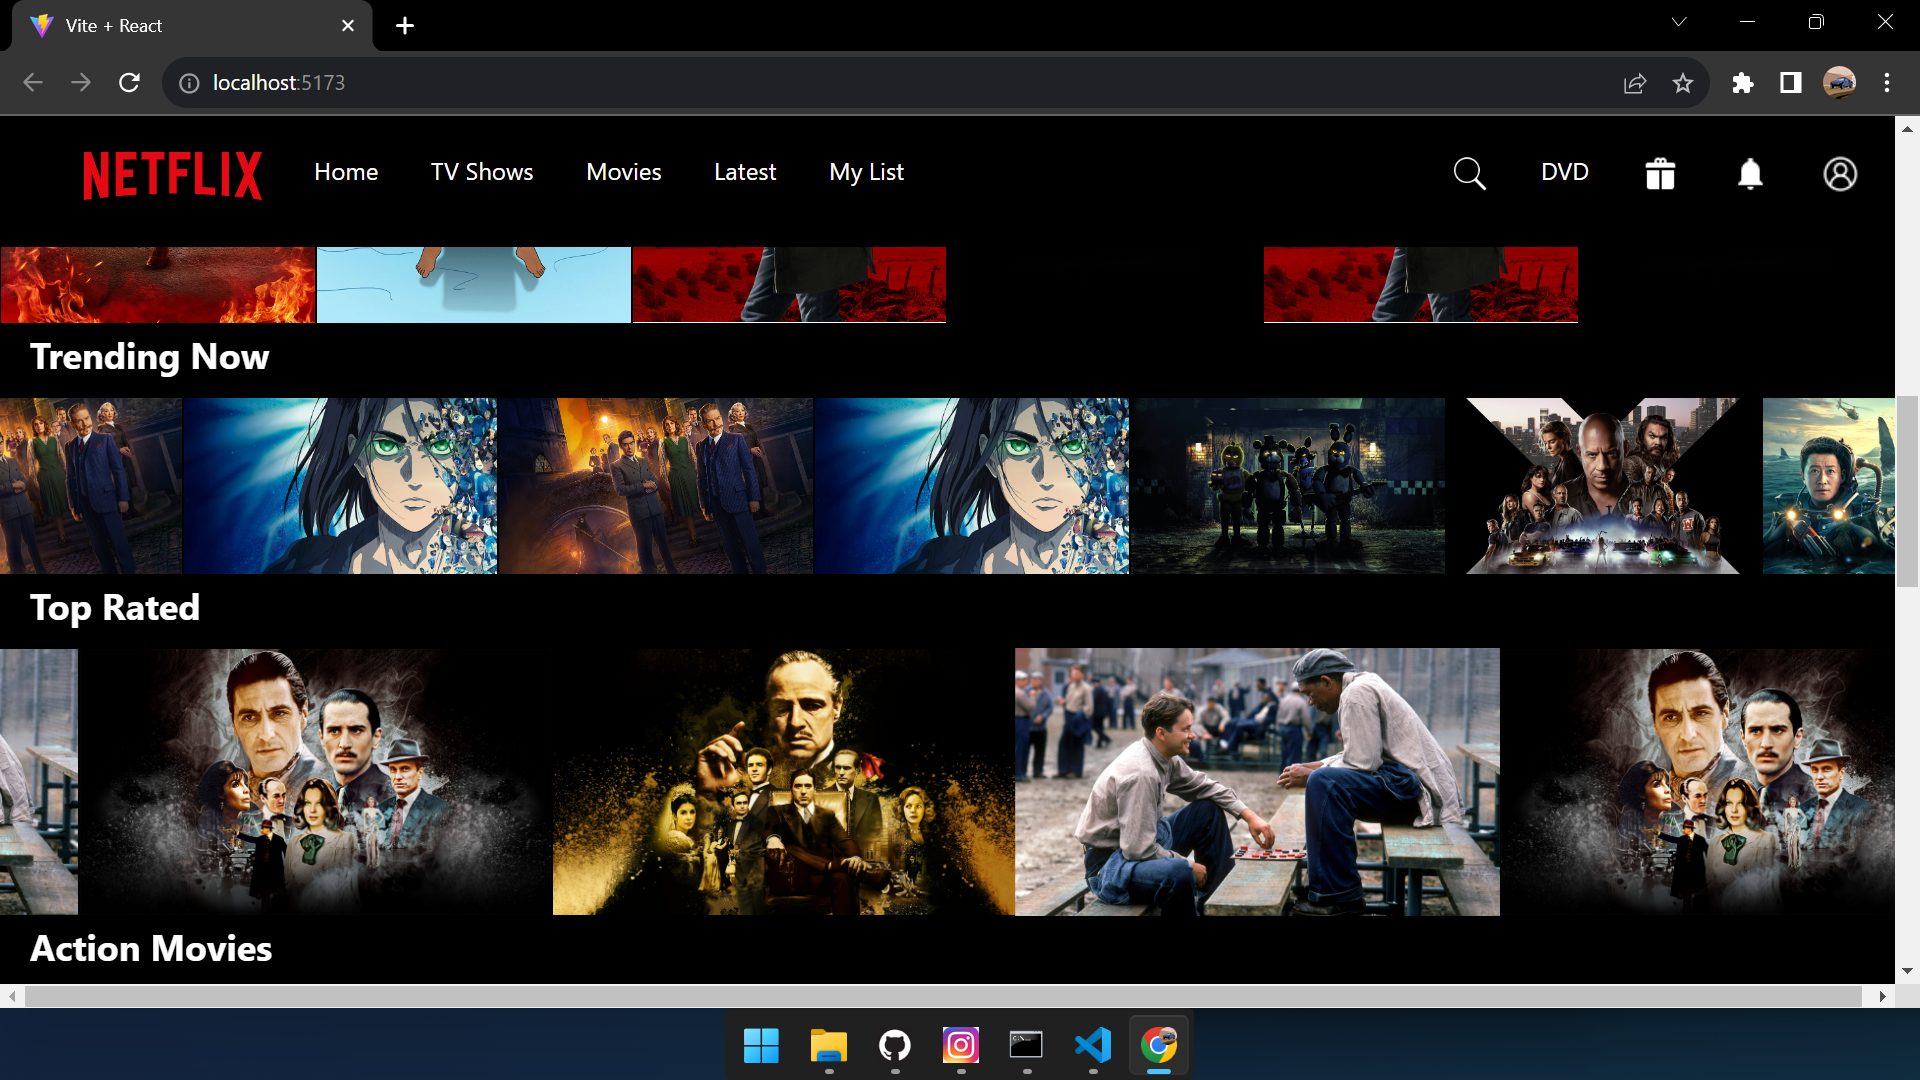 Vite + React
localhost:5173
NETFLIX Home TV Shows Movies Latest My List DVD
Trending Now
Top Rated
Action Movies